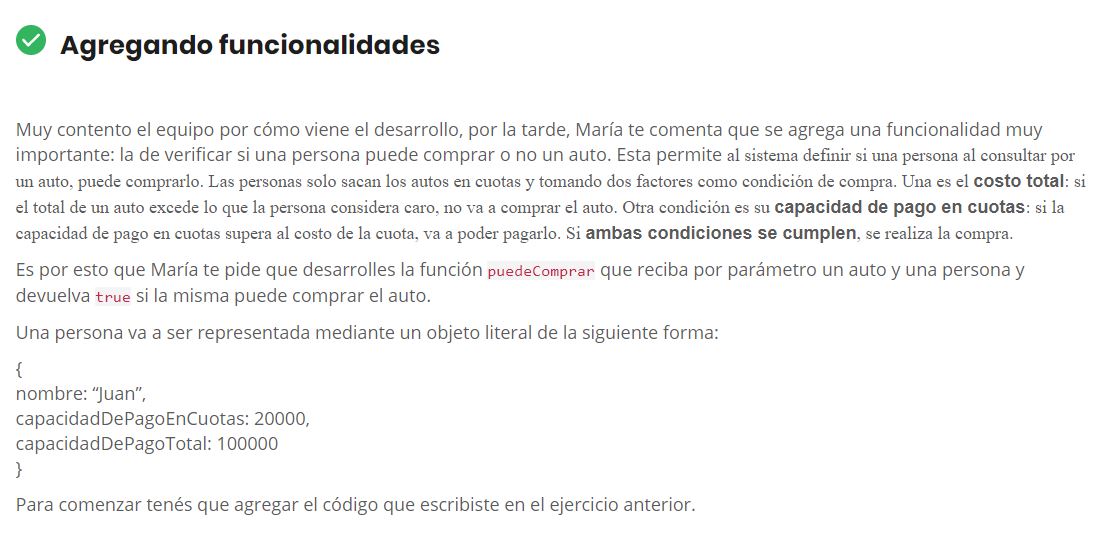 Agregando funcionalidades
Muy contento el equipo por cómo viene el desarrollo, por la tarde, María te comenta que se agrega una funcionalidad muy
importante: la de verificar si una persona puede comprar o no un auto. Esta permite al sistema definir si una persona al consultar por
un auto, puede comprarlo. Las personas solo sacan los autos en cuotas y tomando dos factores como condición de compra. Una es el costo total: si
el total de un auto excede lo que la persona considera caro, no va a comprar el auto. Otra condición es su capacidad de pago en cuotas: si la
capacidad de pago en cuotas supera al costo de la cuota, va a poder pagarlo. Si ambas condiciones se cumplen, se realiza la compra.
Es por esto que María te pide que desarrolles la función puedeComprar que reciba por parámetro un auto y una persona y
devuelva true si la misma puede comprar el auto.
Una persona va a ser representada mediante un objeto literal de la siguiente forma:
{
nombre: “Juan”,
capacidadDePagoEnCuotas: 20000,
capacidadDePagoTotal: 100000
}
Para comenzar tenés que agregar el código que escribiste en el ejercicio anterior.